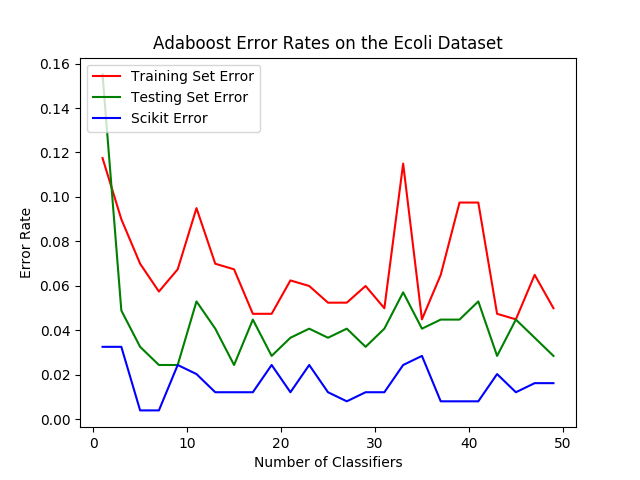 Adaboost Error Rates on the Ecoli Dataset
Training Set Error
Testing Set Error
Scikit Error
0.16
0.14
0.12
0.10
0.08
0.06
0.04
0.02
0.00
Error Rate
0 10 20 30 40 50
Number of Classifiers